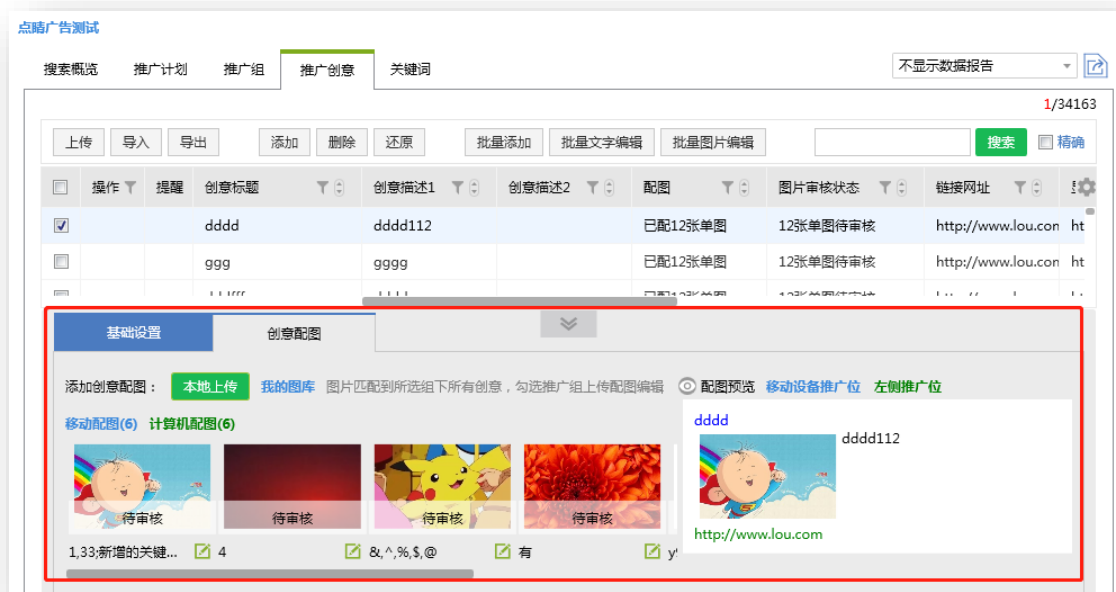 点睛广告测试
搜索概览 推广计划 推广组 推广创意 关键词 不显示数据报告
1/34163
上传 导入 导出 添加 删除 还原 批量添加 批量文字编辑 批量图片编辑 搜索 精确
操作 提醒 创意标题 创意描述1 创意描述2 配图 图片审核状态 链接网址
dddd dddd112 已配12张单图 12张单图待审核 http://www.lou.con ht
ggg gggg 已配12张单图 12张单图待审核 http://www.lou.con ht
基础设置 创意配图
添加创意配图： 本地上传 我的图库 图片匹配到所选组下所有创意，勾选推广组上传配图编辑 配图预览 移动设备推广位 左侧推广位
移动配图(6) 计算机配图(6)
dddd
dddd112
待审核 待审核 待审核 待审核
http://www.lou.com
1,33;新增的关键... 4 &,^,%,$,@ 有